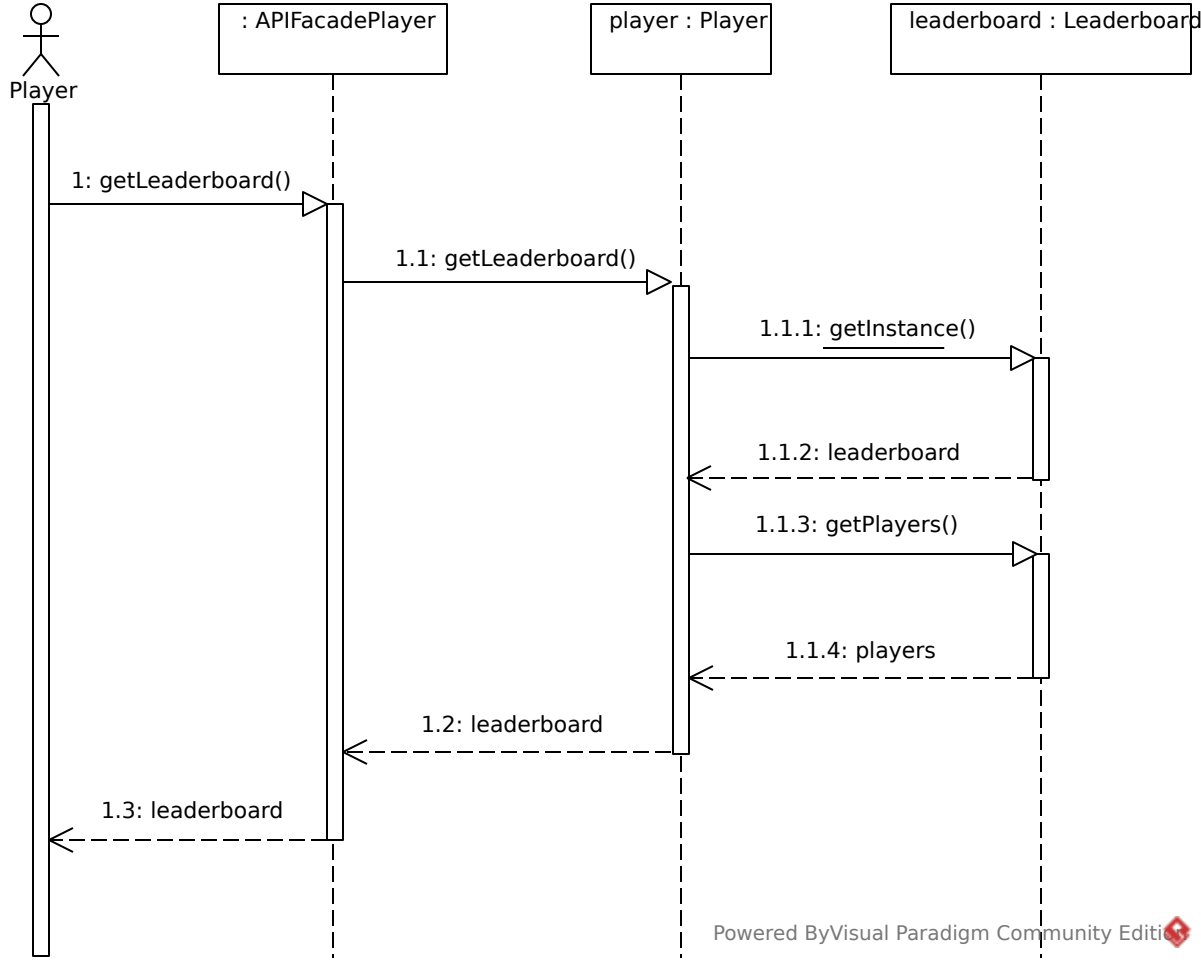 : APIFacadePlayer
player : Player
leaderboard : Leaderboard
Player
1: getLeaderboard()
1.1: getLeaderboard()
1.1.1: getInstance()
1.1.2: leaderboard
1.1.3: getPlayers()
1.1.4: players
1.2: leaderboard
1.3: leaderboard
Powered ByVisual Paradigm Community Edition